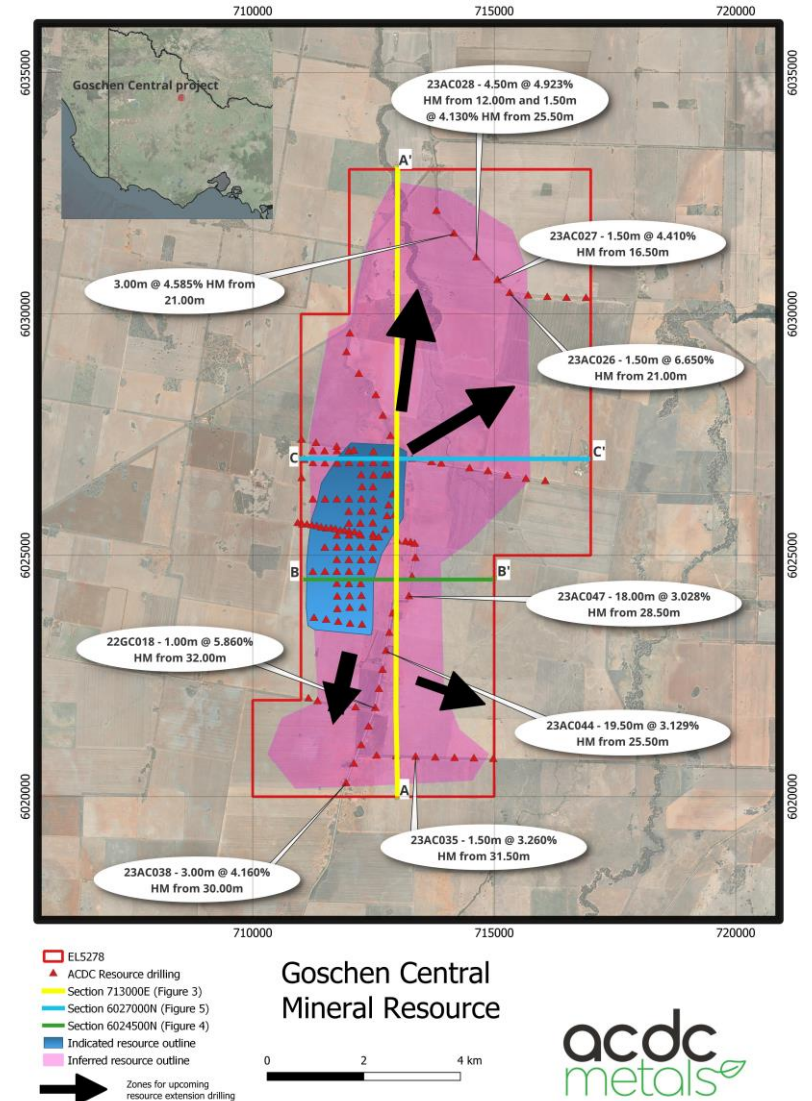 710000
715000
720000
6035000
6035000
Goschen Central project
23AC028 - 4.50m @ 4.923%
HM from 12.00m and 1.50m
@ 4.130% HM from 25.50m
A'
23AC027 - 1.50m @ 4.410%
HM from 16.50m
3.00m @ 4.585% HM from
21.00m
6030000
6030000
23AC026 - 1.50m @ 6.650%
HM from 21.00m
C
C'
6025000
6025000
B
B'
23AC047 - 18.00m @ 3.028%
HM from 28.50m
22GC018 - 1.00m @ 5.860%
HM from 32.00m
23AC044 - 19.50m @ 3.129%
HM from 25.50m
6020000
6020000
A
23AC035 - 1.50m @ 3.260%
HM from 31.50m
23AC038 - 3.00m @ 4.160%
HM from 30.00m
710000
715000
720000
EL5278
ACDC Resource drilling
Section 713000E (Figure 3)
Section 6027000N (Figure 5)
Section 6024500N (Figure 4)
Indicated resource outline
Inferred resource outline
Zones for upcoming
resource extension drilling
Goschen Central
Mineral Resource
0 2 4 km
acdc
metals